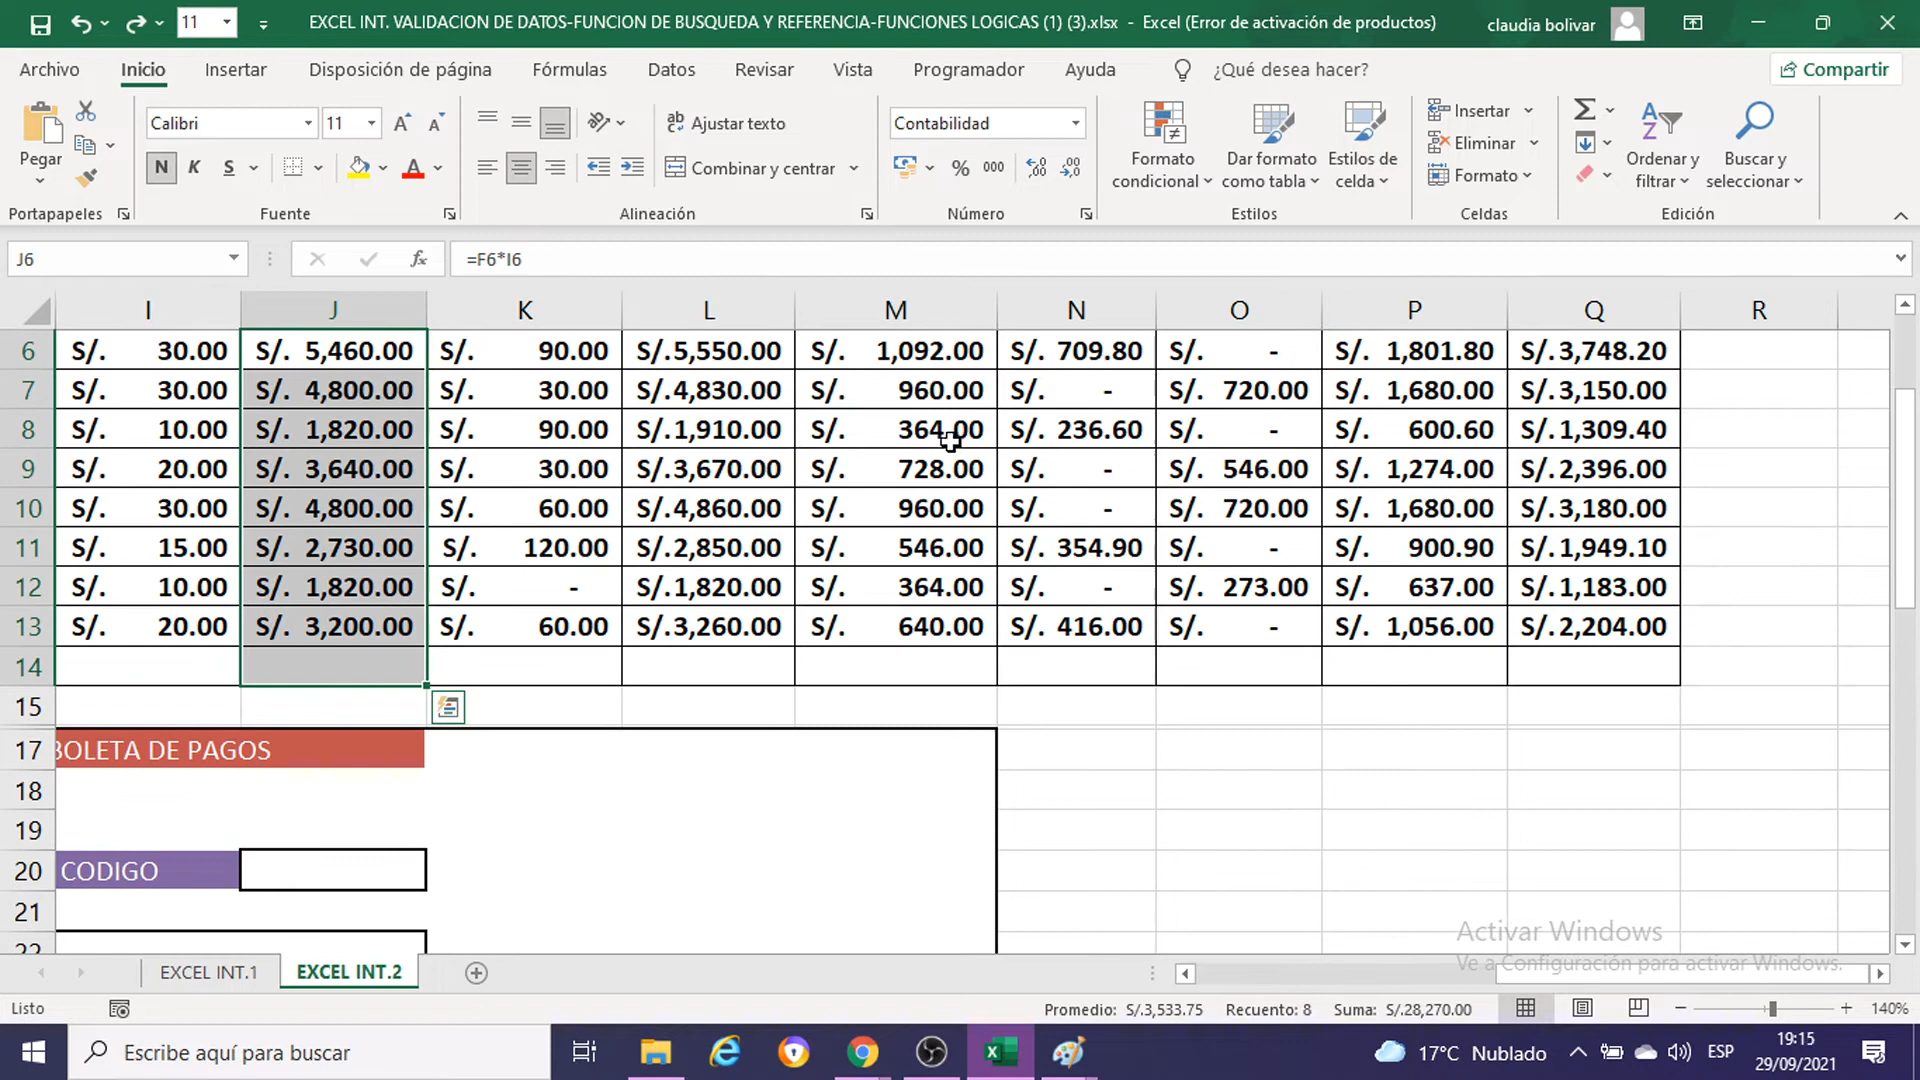 11
EXCEL INT. VALIDACION DE DATOS-FUNCION DE BUSQUEDA Y REFERENCIA-FUNCIONES LOGICAS (1) (3).xlsx - Excel (Error de activación de productos)
claudia bolivar
Archivo Inicio Insertar Disposición de página Fórmulas Datos Revisar Vista Programador Ayuda ¿Qué desea hacer? Compartir
Pegar
Calibri 11
N K S
Ajustar texto
Combinar y centrar
Contabilidad
% 000
Formato condicional
Dar formato como tabla
Estilos de celda
Insertar
Eliminar
Formato
Ordenar y filtrar
Buscar y seleccionar
Portapapeles Fuente Alineación Número Estilos Celdas Edición
J6 fx =F6*I6
I J K L M N O P Q R
6 S/. 30.00 S/. 5,460.00 S/. 90.00 S/.5,550.00 S/. 1,092.00 S/. 709.80 S/. - S/. 1,801.80 S/.3,748.20
7 S/. 30.00 S/. 4,800.00 S/. 30.00 S/.4,830.00 S/. 960.00 S/. - S/. 720.00 S/. 1,680.00 S/.3,150.00
8 S/. 10.00 S/. 1,820.00 S/. 90.00 S/.1,910.00 S/. 364.00 S/. 236.60 S/. - S/. 600.60 S/.1,309.40
9 S/. 20.00 S/. 3,640.00 S/. 30.00 S/.3,670.00 S/. 728.00 S/. - S/. 546.00 S/. 1,274.00 S/.2,396.00
10 S/. 30.00 S/. 4,800.00 S/. 60.00 S/.4,860.00 S/. 960.00 S/. - S/. 720.00 S/. 1,680.00 S/.3,180.00
11 S/. 15.00 S/. 2,730.00 S/. 120.00 S/.2,850.00 S/. 546.00 S/. 354.90 S/. - S/. 900.90 S/.1,949.10
12 S/. 10.00 S/. 1,820.00 S/. - S/.1,820.00 S/. 364.00 S/. - S/. 273.00 S/. 637.00 S/.1,183.00
13 S/. 20.00 S/. 3,200.00 S/. 60.00 S/.3,260.00 S/. 640.00 S/. 416.00 S/. - S/. 1,056.00 S/.2,204.00
14
15
17 BOLETA DE PAGOS
18
19
20 CODIGO
21
22
Activar Windows
Ve a Configuración para activar Windows.
EXCEL INT.1 EXCEL INT.2
Listo Promedio: S/.3,533.75 Recuento: 8 Suma: S/.28,270.00 140%
Escribe aquí para buscar 17°C Nublado ESP 19:15
29/09/2021